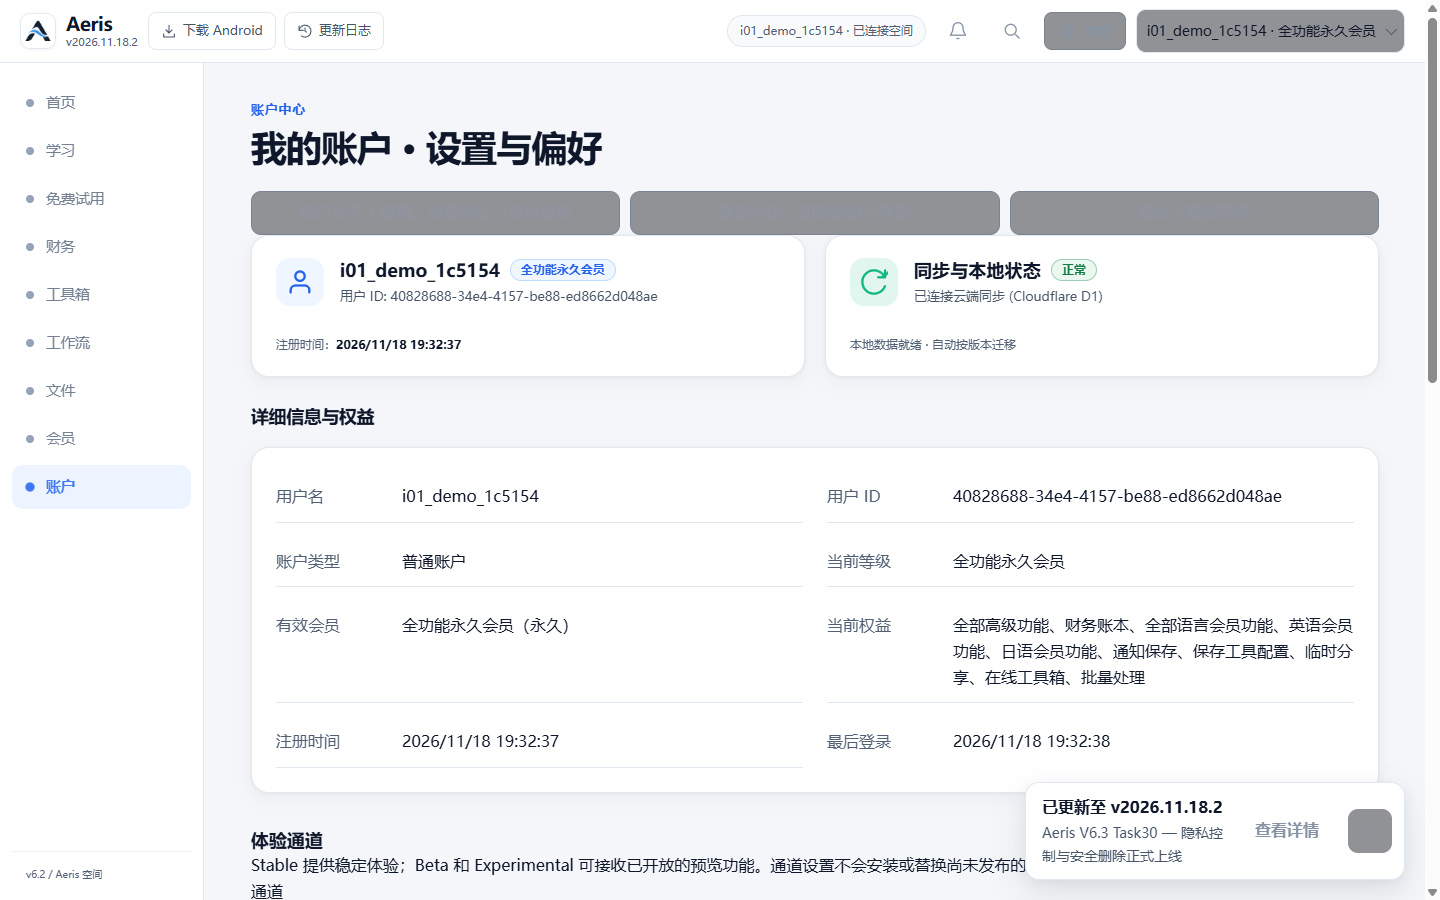 Aeris
v2026.11.18.2
下载 Android
更新日志
i01_demo_1c5154 · 已连接空间
i01_demo_1c5154 · 全功能永久会员
首页
学习
免费试用
财务
工具箱
工作流
文件
会员
账户
v6.2 / Aeris 空间
账户中心
我的账户 · 设置与偏好
i01_demo_1c5154 全功能永久会员
用户 ID: 40828688-34e4-4157-be88-ed8662d048ae
注册时间：2026/11/18 19:32:37
同步与本地状态 正常
已连接云端同步 (Cloudflare D1)
本地数据就绪 · 自动按版本迁移
详细信息与权益
用户名 i01_demo_1c5154
用户 ID 40828688-34e4-4157-be88-ed8662d048ae
账户类型 普通账户
当前等级 全功能永久会员
有效会员 全功能永久会员（永久）
当前权益 全部高级功能、财务账本、全部语言会员功能、英语会员
功能、日语会员功能、通知保存、保存工具配置、临时分
享、在线工具箱、批量处理
注册时间 2026/11/18 19:32:37
最后登录 2026/11/18 19:32:38
体验通道
Stable 提供稳定体验；Beta 和 Experimental 可接收已开放的预览功能。通道设置不会安装或替换尚未发布的
通道
已更新至 v2026.11.18.2
Aeris V6.3 Task30 — 隐私控
制与安全删除正式上线
查看详情